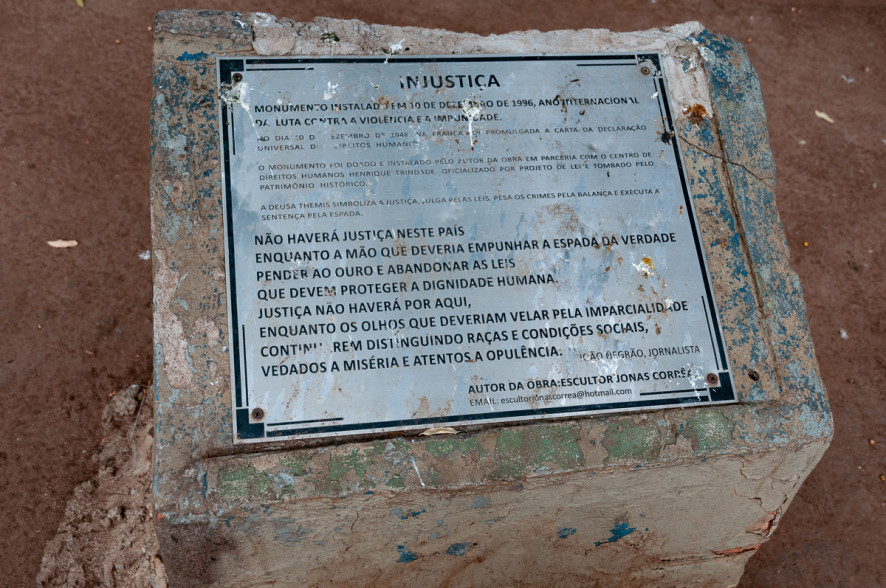 INJUSTIÇA
MONUMENTO INSTALADO EM 10 DE DEZEMBRO DE 1996, ANO INTERNACIONAL
DA LUTA CONTRA A VIOLÊNCIA E A IMPUNIDADE.
NO DIA 10 DE DEZEMBRO DE 1948 NA FRANÇA FOI PROMULGADA A CARTA DA DECLARAÇÃO
UNIVERSAL DOS DIREITOS HUMANOS
O MONUMENTO FOI DOADO E INSTALADO PELO AUTOR DA OBRA EM PARCERIA COM O CENTRO DE
DIREITOS HUMANOS HENRIQUE TRINDADE. OFICIALIZADO POR PROJETO DE LEI E TOMBADO PELO
PATRIMÔNIO HISTÓRICO.
A DEUSA THEMIS SIMBOLIZA A JUSTIÇA, JULGA PELAS LEIS, PESA OS CRIMES PELA BALANÇA E EXECUTA A
SENTENÇA PELA ESPADA.
NÃO HAVERÁ JUSTIÇA NESTE PAÍS
ENQUANTO A MÃO QUE DEVERIA EMPUNHAR A ESPADA DA VERDADE
PENDER AO OURO E ABANDONAR AS LEIS
QUE DEVEM PROTEGER A DIGNIDADE HUMANA.
JUSTIÇA NÃO HAVERÁ POR AQUI,
ENQUANTO OS OLHOS QUE DEVERIAM VELAR PELA IMPARCIALIDADE
CONTINUAREM DISTINGUINDO RAÇAS E CONDIÇÕES SOCIAIS,
VEDADOS A MISÉRIA E ATENTOS A OPULÊNCIA. NEGRÃO, JORNALISTA
AUTOR DA OBRA:ESCULTOR JONAS CORRÊA
EMAIL: escultorjonascorrea@hotmail.com